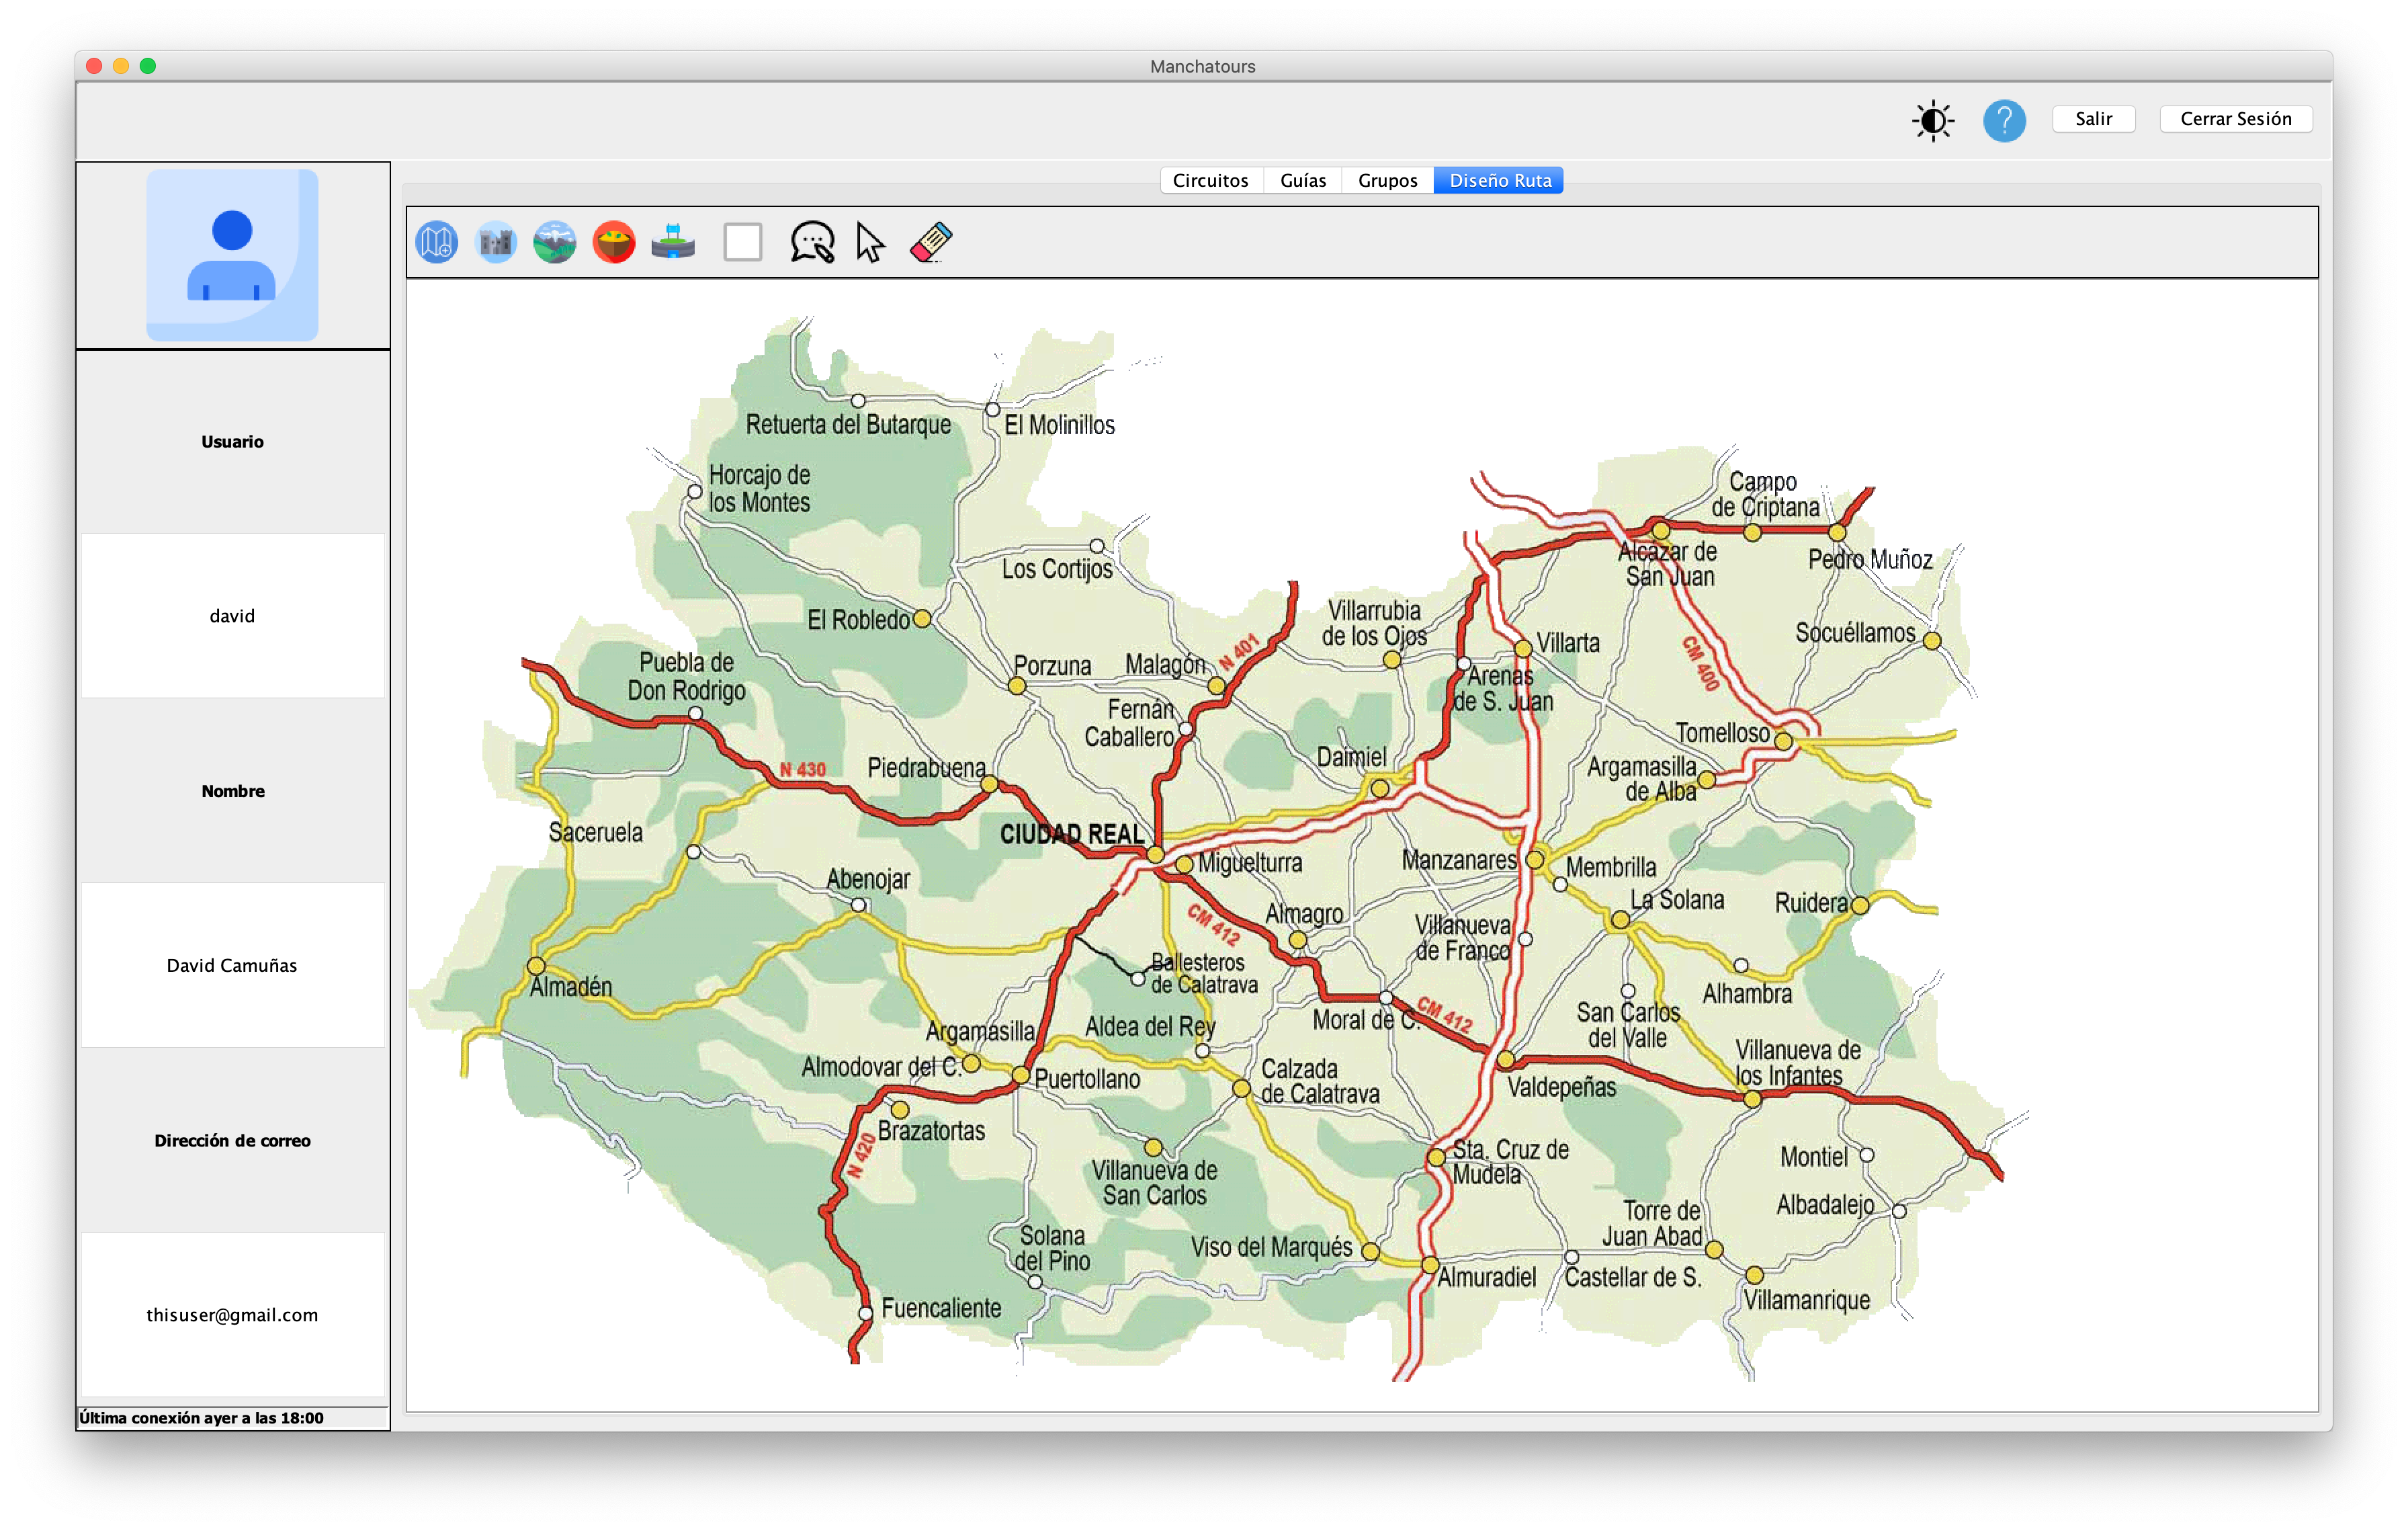 Manchatours
Salir
Cerrar Sesión
Circuitos
Guías
Grupos
Diseño Ruta
Usuario
david
Nombre
David Camuñas
Dirección de correo
thisuser@gmail.com
Última conexión ayer a las 18:00
Retuerta del Butarque
El Molinillos
Horcajo de
los Montes
Campo
de Criptana
Alcázar de
San Juan
Pedro Muñoz
Los Cortijos
El Robledo
Villarrubia
de los Ojos
Villarta
Socuéllamos
CM 400
N 401
Puebla de
Don Rodrigo
Porzuna
Malagón
Arenas
de S. Juan
Fernán
Caballero
Tomelloso
N 430
Piedrabuena
Daimiel
Argamasilla
de Alba
Saceruela
CIUDAD REAL
Miguelturra
Manzanares
Membrilla
Abenojar
La Solana
Ruidera
CM 412
Almagro
Villanueva
de Franco
Ballesteros
de Calatrava
Almadén
Alhambra
Argamasilla
Aldea del Rey
Moral de C.
CM 412
San Carlos
del Valle
Almodovar del C.
Puertollano
Calzada
de Calatrava
Valdepeñas
Villanueva de
los Infantes
Brazatortas
N 420
Villanueva de
San Carlos
Sta. Cruz de
Mudela
Montiel
Albadalejo
Torre de
Juan Abad
Solana
del Pino
Viso del Marqués
Almuradiel
Castellar de S.
Villamanrique
Fuencaliente